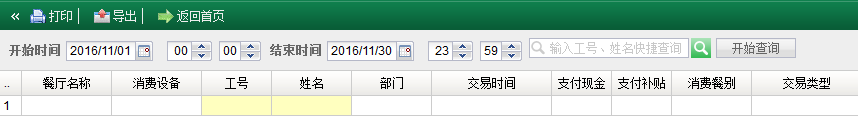 « 打印 导出 返回首页
开始时间 2016/11/01 00 00 结束时间 2016/11/30 23 59 输入工号、姓名快捷查询 开始查询
.. 餐厅名称 消费设备 工号 姓名 部门 交易时间 支付现金 支付补贴 消费餐别 交易类型
1